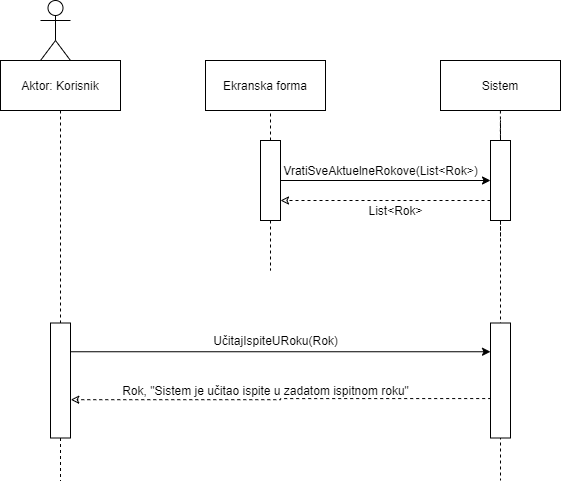 Aktor: Korisnik
Ekranska forma
Sistem
VratiSveAktuelneRokove(List<Rok>)
List<Rok>
UčitajIspiteURoku(Rok)
Rok, "Sistem je učitao ispite u zadatom ispitnom roku"